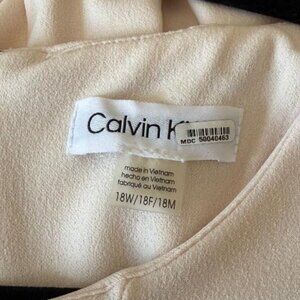 Calvin K
MDC 50040463
made in Vietnam
hecho en Vietnam
fabriqué au Vietnam
18W/18F/18M